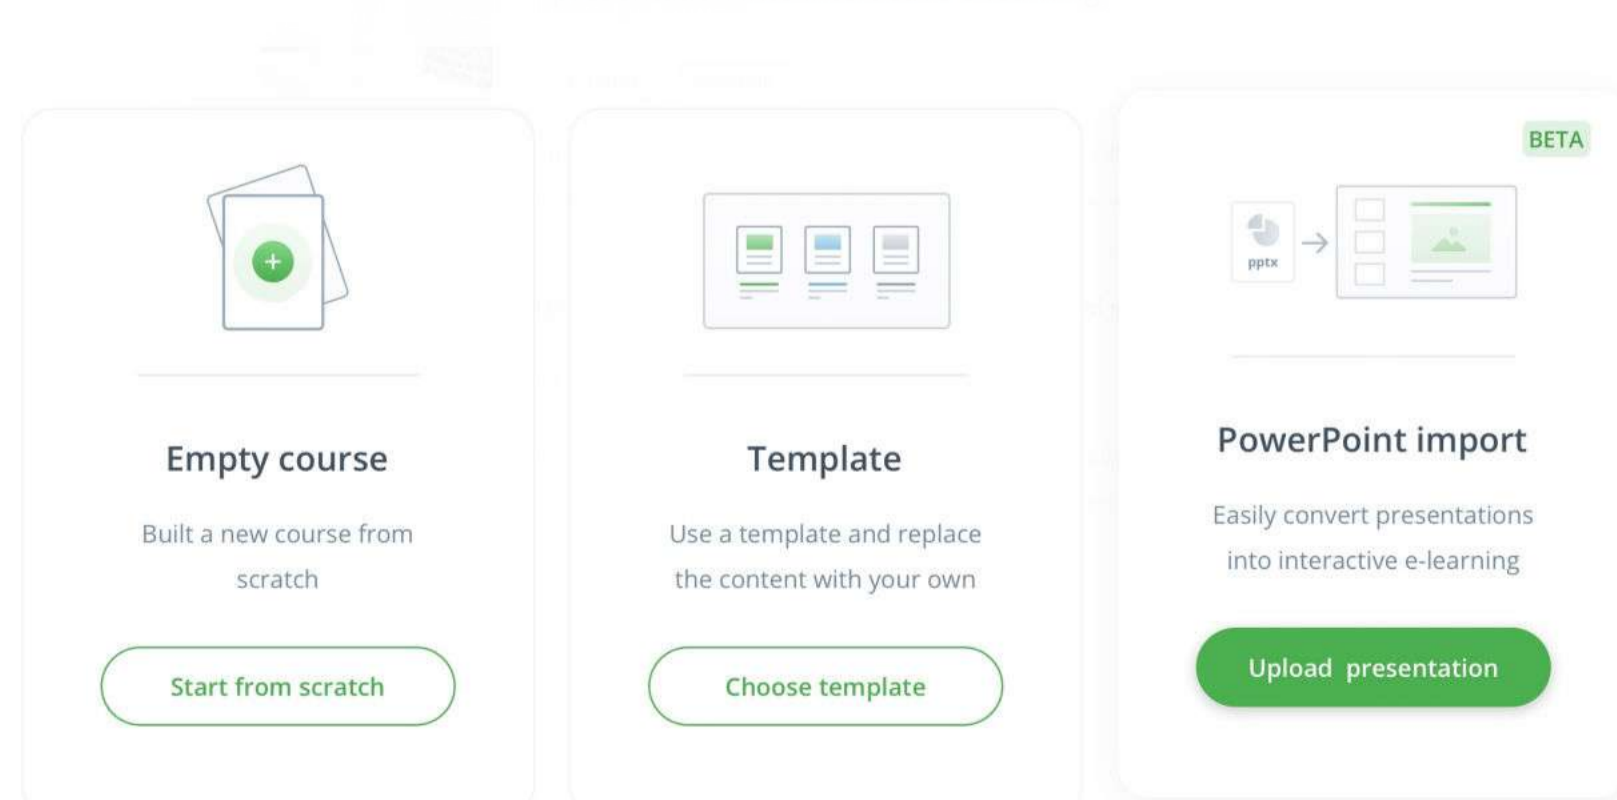 Empty course
Built a new course from
scratch
Start from scratch
Template
Use a template and replace
the content with your own
Choose template
BETA
pptx
PowerPoint import
Easily convert presentations
into interactive e-learning
Upload presentation